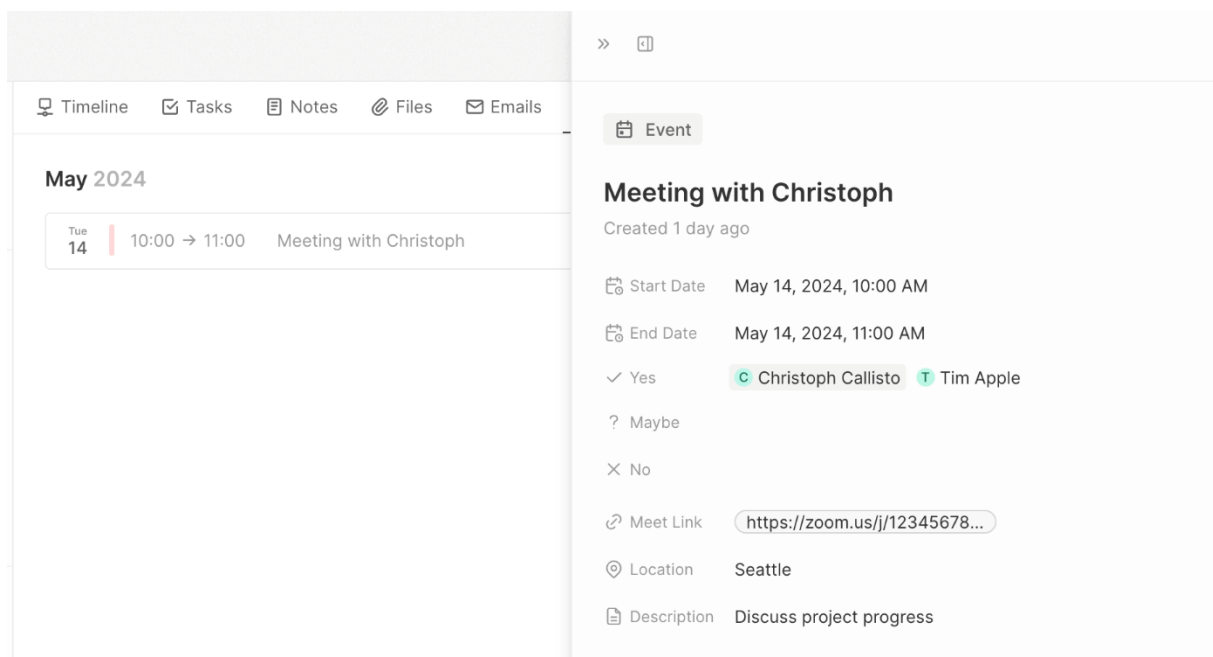 Timeline Tasks Notes Files Emails
May 2024
Tue
14
10:00 → 11:00 Meeting with Christoph
Event
Meeting with Christoph
Created 1 day ago
Start Date May 14, 2024, 10:00 AM
End Date May 14, 2024, 11:00 AM
Yes C Christoph Callisto T Tim Apple
? Maybe
No
Meet Link https://zoom.us/j/12345678...
Location Seattle
Description Discuss project progress